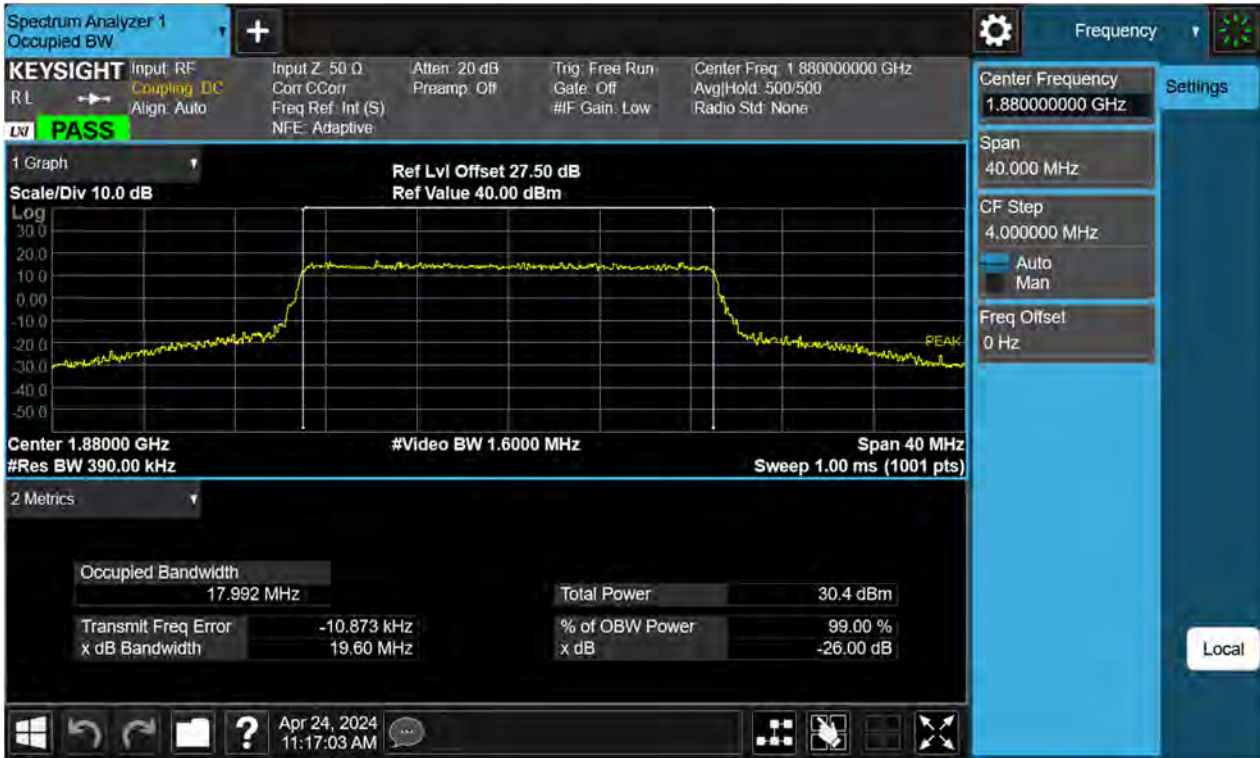 Spectrum Analyzer 1
Occupied BW
+
Frequency
KEYSIGHT
RL
LXI
PASS
Input: RF
Coupling: DC
Align: Auto
Input Z: 50 Ω
Corr CCorr
Freq Ref: Int (S)
NFE: Adaptive
Atten: 20 dB
Preamp: Off
Trig: Free Run
Gate: Off
#IF Gain: Low
Center Freq: 1.880000000 GHz
Avg|Hold: 500/500
Radio Std: None
1 Graph
Scale/Div 10.0 dB
Ref Lvl Offset 27.50 dB
Ref Value 40.00 dBm
Log
30.0
20.0
10.0
0.00
-10.0
-20.0
-30.0
-40.0
-50.0
PEAK
Center 1.88000 GHz
#Res BW 390.00 kHz
#Video BW 1.6000 MHz
Span 40 MHz
Sweep 1.00 ms (1001 pts)
2 Metrics
Occupied Bandwidth
17.992 MHz
Transmit Freq Error -10.873 kHz
x dB Bandwidth 19.60 MHz
Total Power 30.4 dBm
% of OBW Power 99.00 %
x dB -26.00 dB
Center Frequency
1.880000000 GHz
Span
40.000 MHz
CF Step
4.000000 MHz
Auto
Man
Freq Offset
0 Hz
Settings
Local
?
Apr 24, 2024
11:17:03 AM